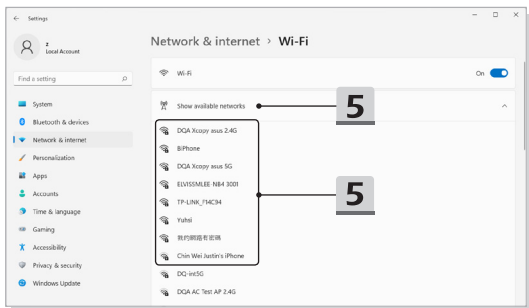 Settings
z
Local Account
Find a setting
System
Bluetooth & devices
Network & internet
Personalization
Apps
Accounts
Time & language
Gaming
Accessibility
Privacy & security
Windows Update
Network & internet > Wi-Fi
Wi-Fi
On
Show available networks
5
DQA Xcopy asus 2.4G
BiPhone
DQA Xcopy asus 5G
ELVISSMLEE-NB4 3001
TP-LINK_F14C94
5
Yuhsi
我的網路有密碼
Chin Wei Justin's iPhone
DQ-int5G
DQA AC Test AP 2.4G